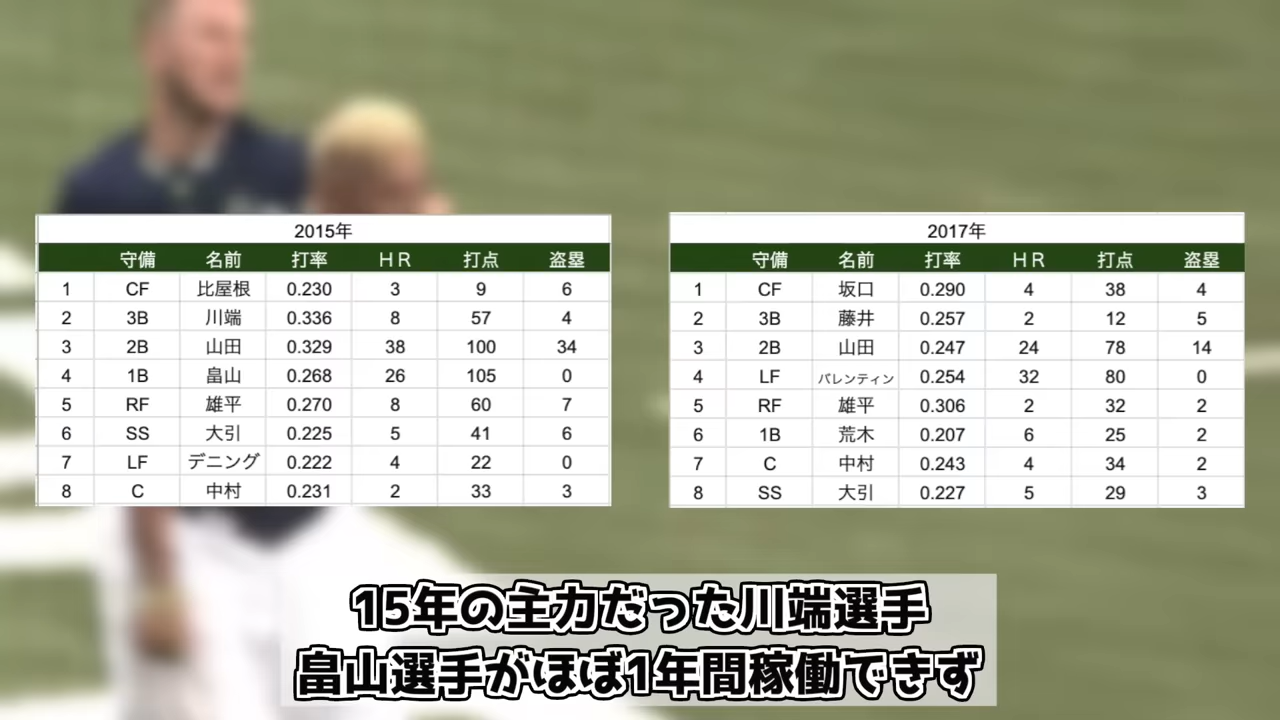 2015年
守備 名前 打率 HR 打点 盗塁
1 CF 比屋根 0.230 3 9 6
2 3B 川端 0.336 8 57 4
3 2B 山田 0.329 38 100 34
4 1B 畠山 0.268 26 105 0
5 RF 雄平 0.270 8 60 7
6 SS 大引 0.225 5 41 6
7 LF デニング 0.222 4 22 0
8 C 中村 0.231 2 33 3
2017年
守備 名前 打率 HR 打点 盗塁
1 CF 坂口 0.290 4 38 4
2 3B 藤井 0.257 2 12 5
3 2B 山田 0.247 24 78 14
4 LF バレンティン 0.254 32 80 0
5 RF 雄平 0.306 2 32 2
6 1B 荒木 0.207 6 25 2
7 C 中村 0.243 4 34 2
8 SS 大引 0.227 5 29 3
15年の主力だった川端選手
畠山選手がほぼ1年間稼働できず